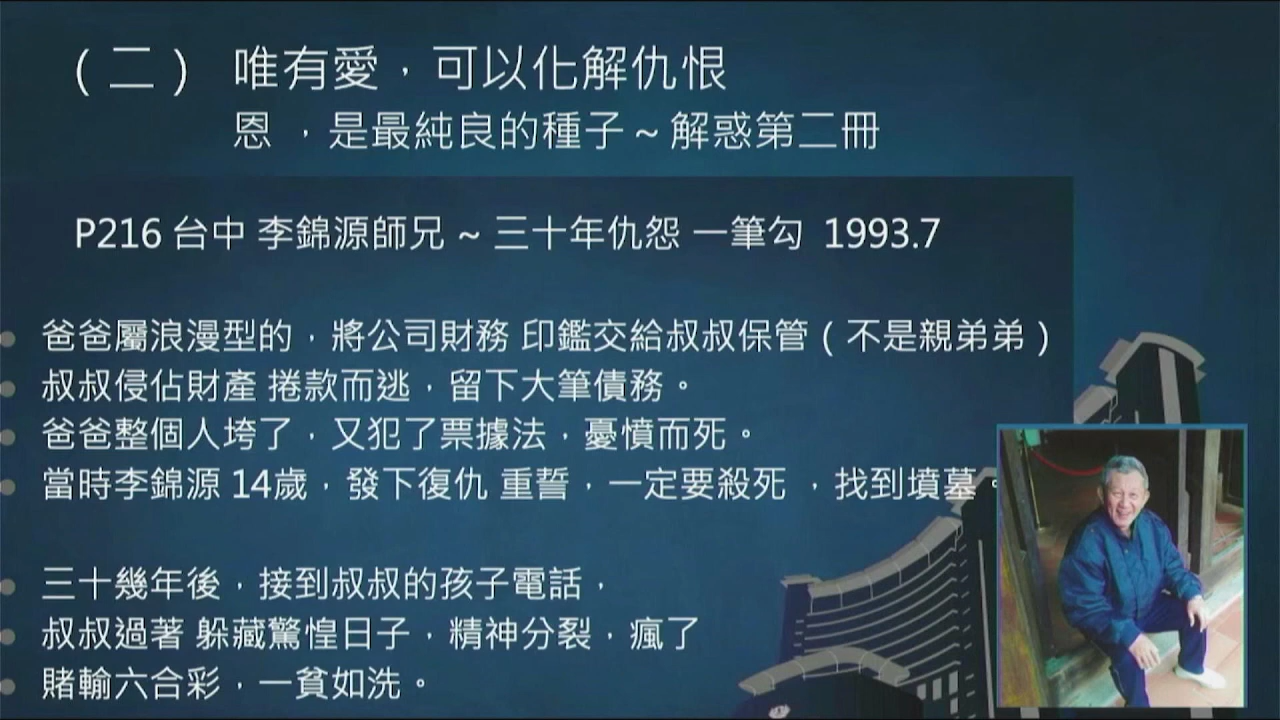 （二） 唯有愛，可以化解仇恨
恩 ，是最純良的種子~解惑第二冊
P216 台中 李錦源師兄 ~ 三十年仇怨 一筆勾 1993.7
爸爸屬浪漫型的，將公司財務 印鑑交給叔叔保管（不是親弟弟）
叔叔侵佔財產 捲款而逃，留下大筆債務。
爸爸整個人垮了，又犯了票據法，憂憤而死。
當時李錦源 14歲，發下復仇 重誓，一定要殺死 ，找到墳墓。
三十幾年後，接到叔叔的孩子電話，
叔叔過著 躲藏驚惶日子，精神分裂，瘋了
賭輸六合彩，一貧如洗。